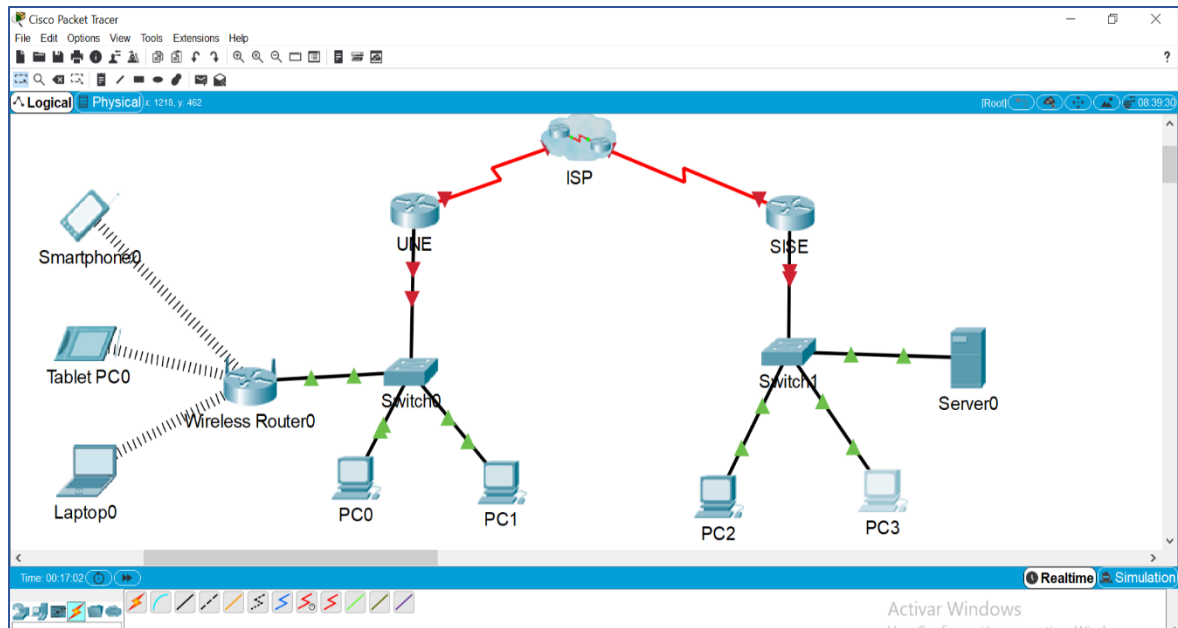 Cisco Packet Tracer
File Edit Options View Tools Extensions Help
?
Logical Physical x: 1218, y: 462 [Root] 08:39:30
ISP
UNE
SISE
Smartphone0
Tablet PC0
Switch0
Switch1
Server0
Wireless Router0
Laptop0
PC0
PC1
PC2
PC3
Time: 00:17:02 Realtime Simulation
Activar Windows